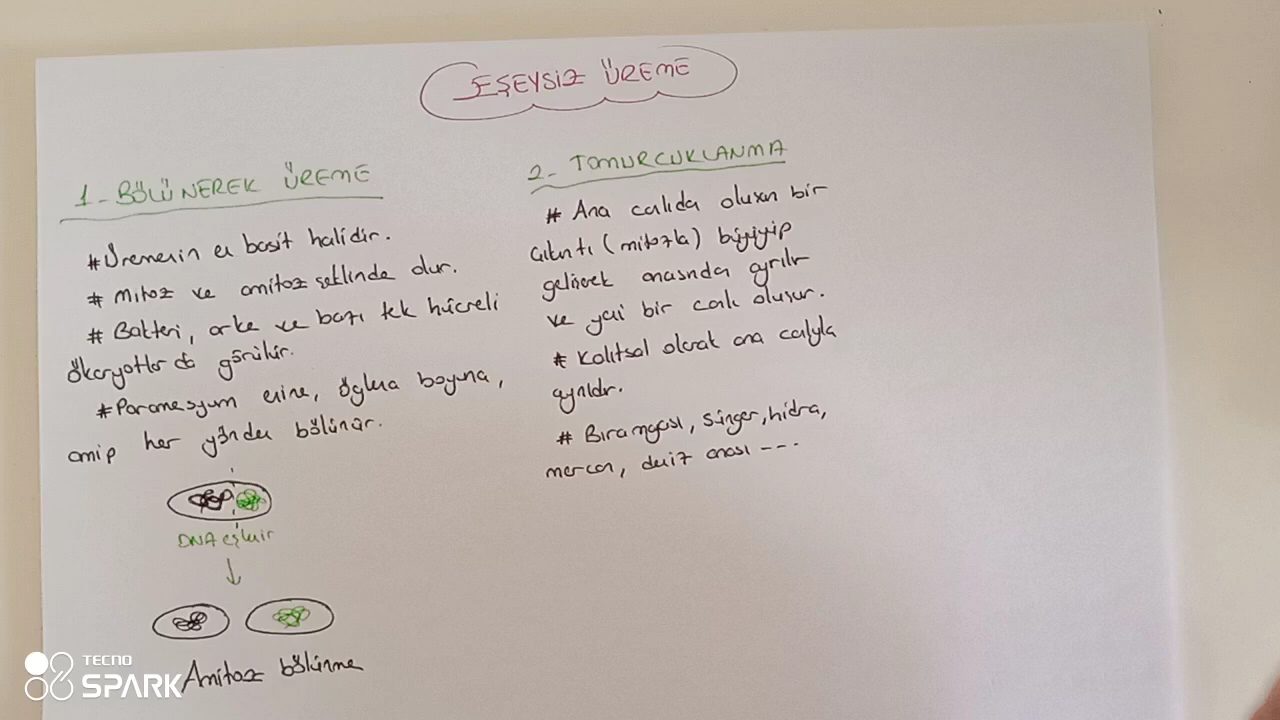 EŞEYSİZ ÜREME
1- BÖLÜNEREK ÜREME
# Üremenin en basit halidir.
# Mitoz ve amitoz şeklinde olur.
# Bakteri, arke ve bazı tek hücreli
ökaryotlarda görülür.
# Paramesyum enine, öglena boyuna,
amip her yönden bölünür.
DNA eşlenir
Amitoz bölünme
2- TOMURCUKLANMA
# Ana canlıda oluşan bir
çıkıntı (mitozla) büyüyüp
gelişerek anasından ayrılır
ve yeni bir canlı oluşur.
# Kalıtsal olarak ana canlıyla
aynıdır.
# Bira mayası, sünger, hidra,
mercan, deniz anası ---
TECNO
SPARK